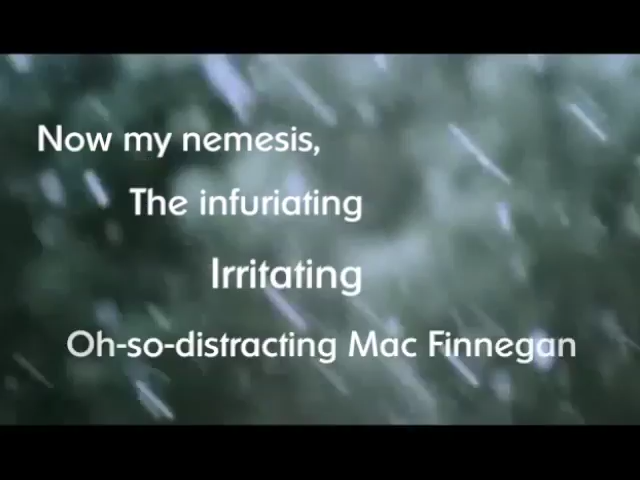 Now my nemesis,
The infuriating
Irritating
Oh-so-distracting Mac Finnegan